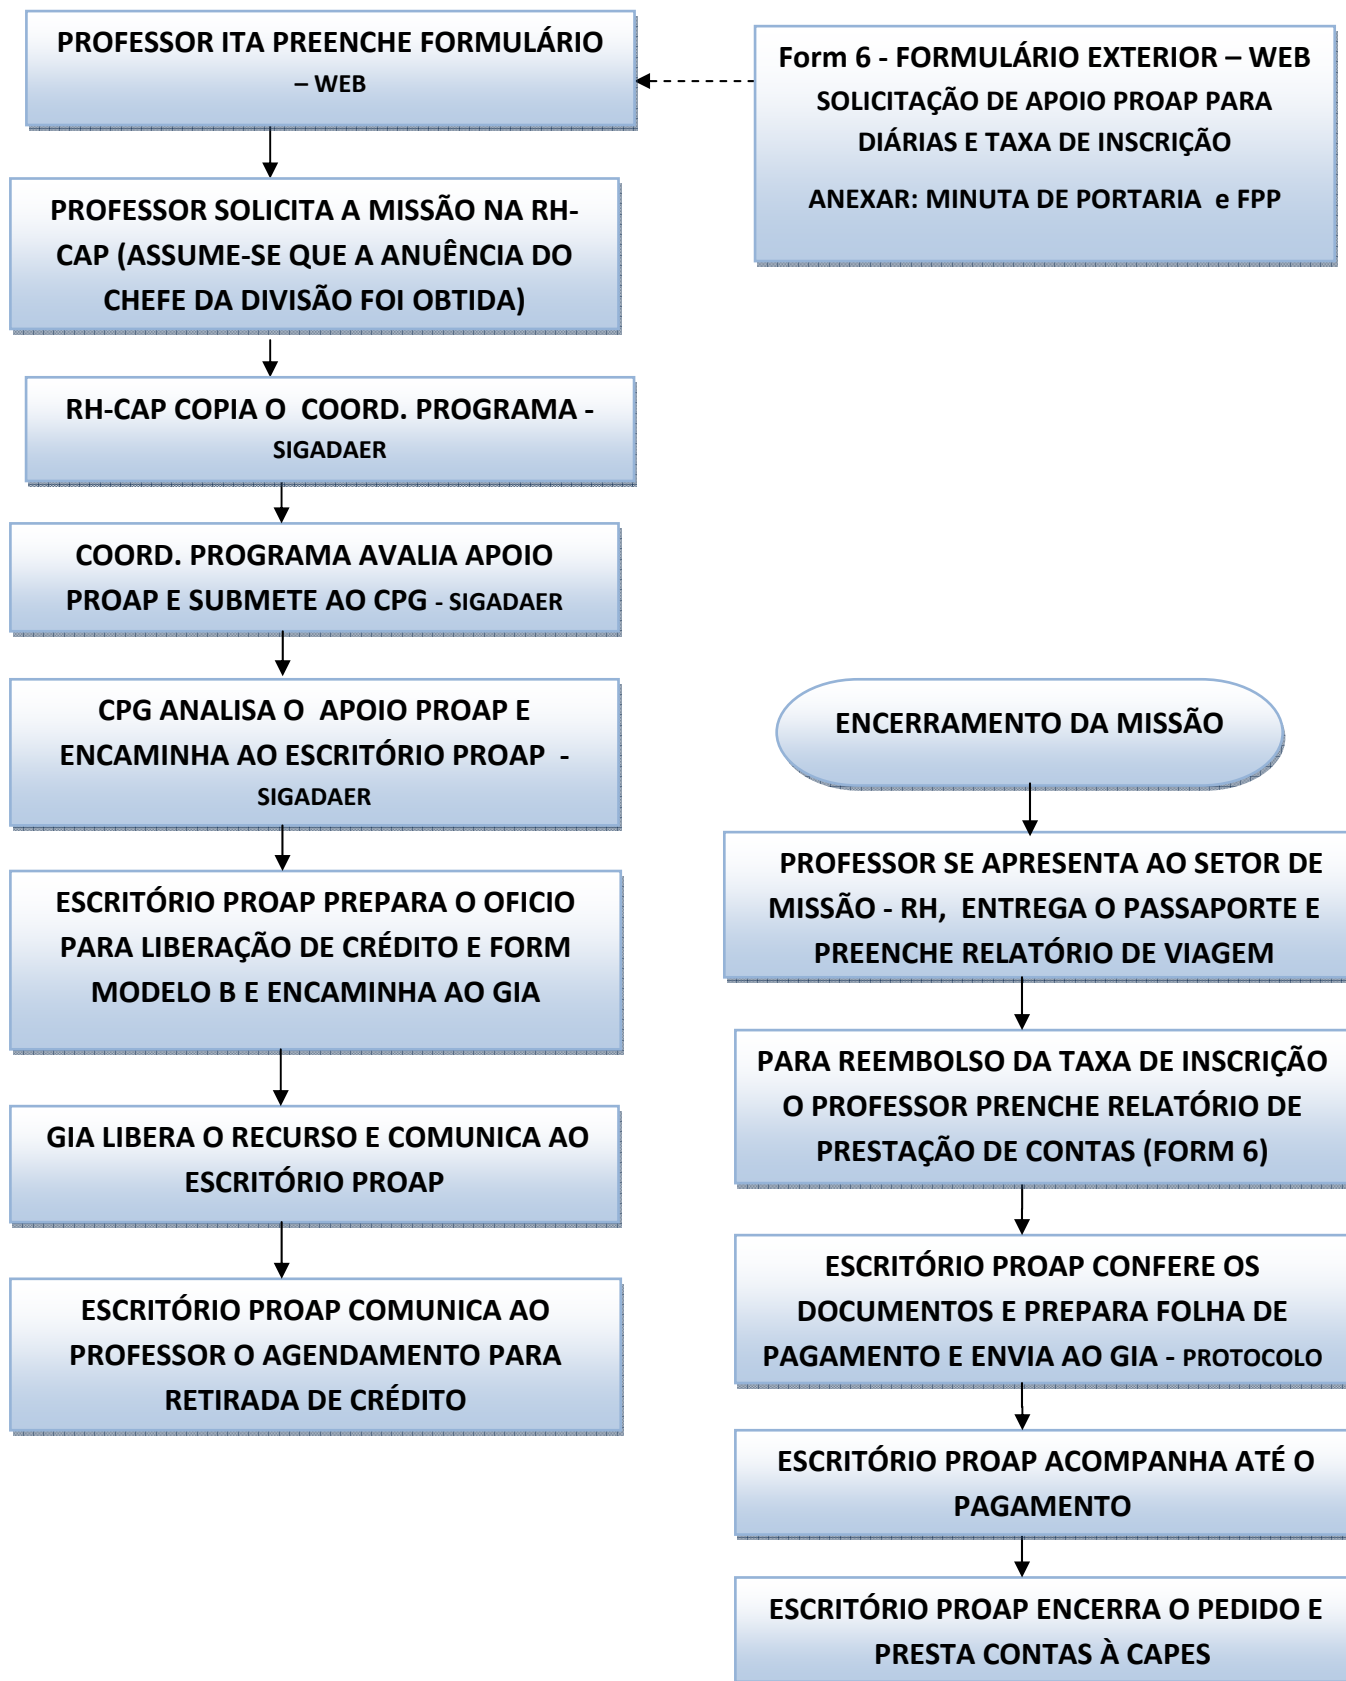 PROFESSOR ITA PREENCHE FORMULÁRIO
– WEB
Form 6 - FORMULÁRIO EXTERIOR – WEB
SOLICITAÇÃO DE APOIO PROAP PARA
DIÁRIAS E TAXA DE INSCRIÇÃO
ANEXAR: MINUTA DE PORTARIA e FPP
PROFESSOR SOLICITA A MISSÃO NA RH-
CAP (ASSUME-SE QUE A ANUÊNCIA DO
CHEFE DA DIVISÃO FOI OBTIDA)
RH-CAP COPIA O COORD. PROGRAMA -
SIGADAER
COORD. PROGRAMA AVALIA APOIO
PROAP E SUBMETE AO CPG - SIGADAER
CPG ANALISA O APOIO PROAP E
ENCAMINHA AO ESCRITÓRIO PROAP -
SIGADAER
ESCRITÓRIO PROAP PREPARA O OFICIO
PARA LIBERAÇÃO DE CRÉDITO E FORM
MODELO B E ENCAMINHA AO GIA
GIA LIBERA O RECURSO E COMUNICA AO
ESCRITÓRIO PROAP
ESCRITÓRIO PROAP COMUNICA AO
PROFESSOR O AGENDAMENTO PARA
RETIRADA DE CRÉDITO
ENCERRAMENTO DA MISSÃO
PROFESSOR SE APRESENTA AO SETOR DE
MISSÃO - RH, ENTREGA O PASSAPORTE E
PREENCHE RELATÓRIO DE VIAGEM
PARA REEMBOLSO DA TAXA DE INSCRIÇÃO
O PROFESSOR PRENCHE RELATÓRIO DE
PRESTAÇÃO DE CONTAS (FORM 6)
ESCRITÓRIO PROAP CONFERE OS
DOCUMENTOS E PREPARA FOLHA DE
PAGAMENTO E ENVIA AO GIA - PROTOCOLO
ESCRITÓRIO PROAP ACOMPANHA ATÉ O
PAGAMENTO
ESCRITÓRIO PROAP ENCERRA O PEDIDO E
PRESTA CONTAS À CAPES